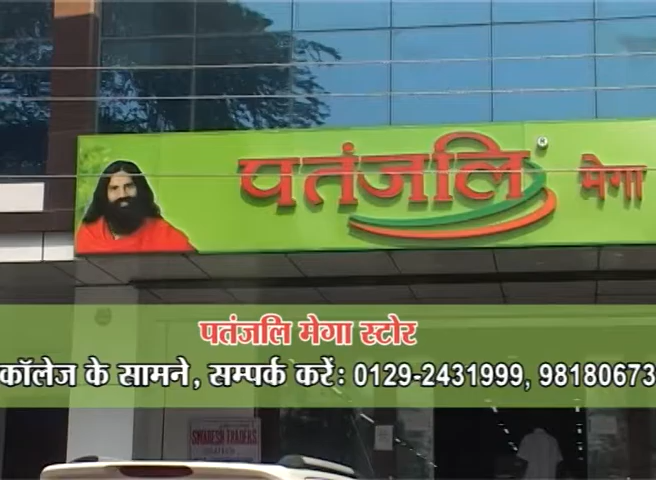 पतंजलि ® मेगा
पतंजलि मेगा स्टोर
कॉलेज के सामने, सम्पर्क करें: 0129-2431999, 98180673
SWADESH TRADERS